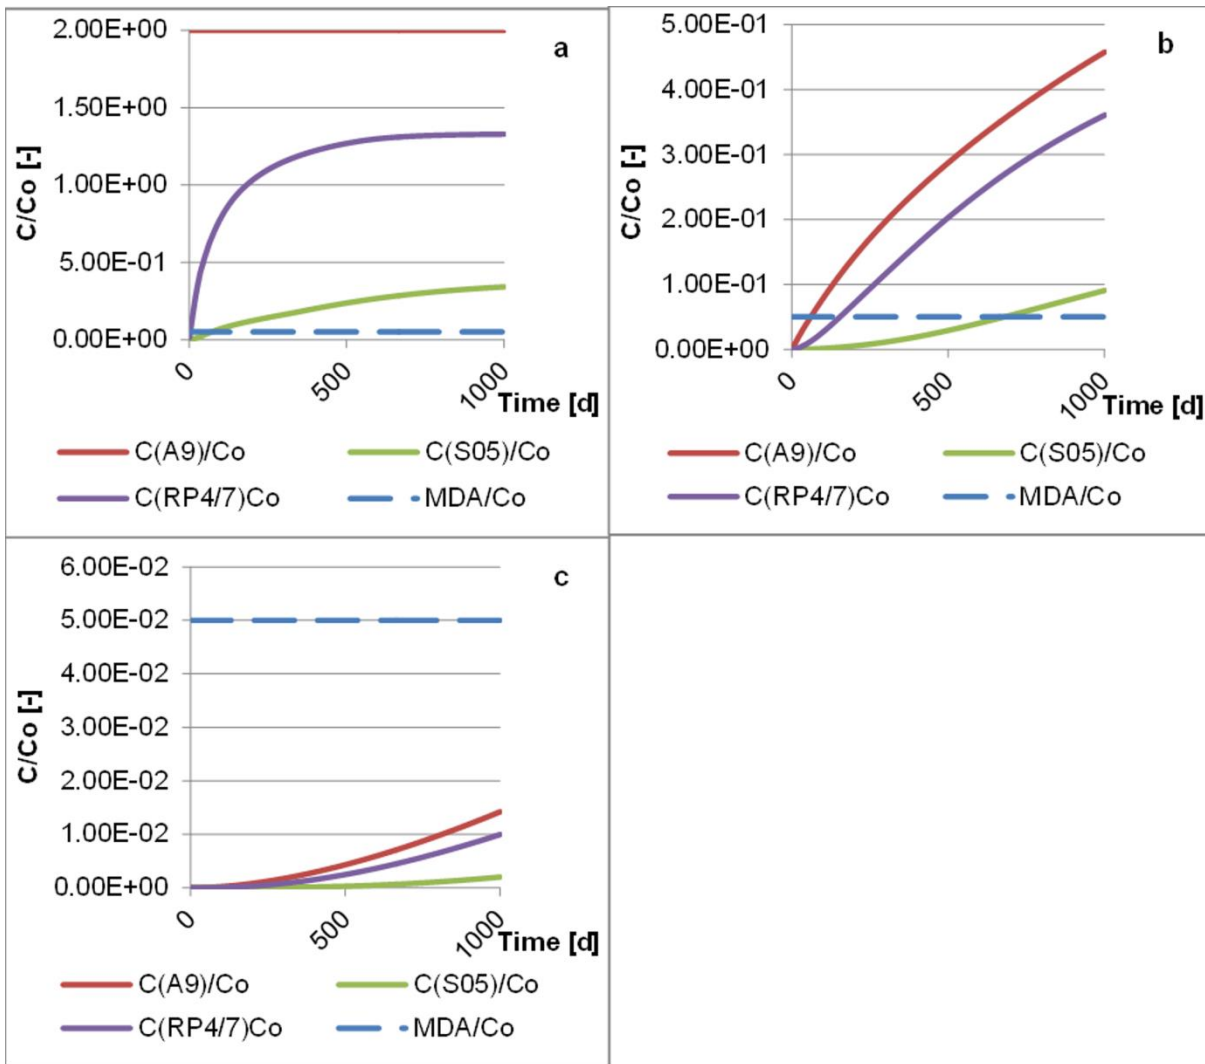 a
2.00E+00
1.50E+00
1.00E+00
5.00E-01
0.00E+00
C/Co [-]
0
500
1000
Time [d]
C(A9)/Co
C(S05)/Co
C(RP4/7)Co
MDA/Co
b
5.00E-01
4.00E-01
3.00E-01
2.00E-01
1.00E-01
0.00E+00
C/Co [-]
0
500
1000
Time [d]
C(A9)/Co
C(S05)/Co
C(RP4/7)Co
MDA/Co
c
6.00E-02
5.00E-02
4.00E-02
3.00E-02
2.00E-02
1.00E-02
0.00E+00
C/Co [-]
0
500
1000
Time [d]
C(A9)/Co
C(S05)/Co
C(RP4/7)Co
MDA/Co